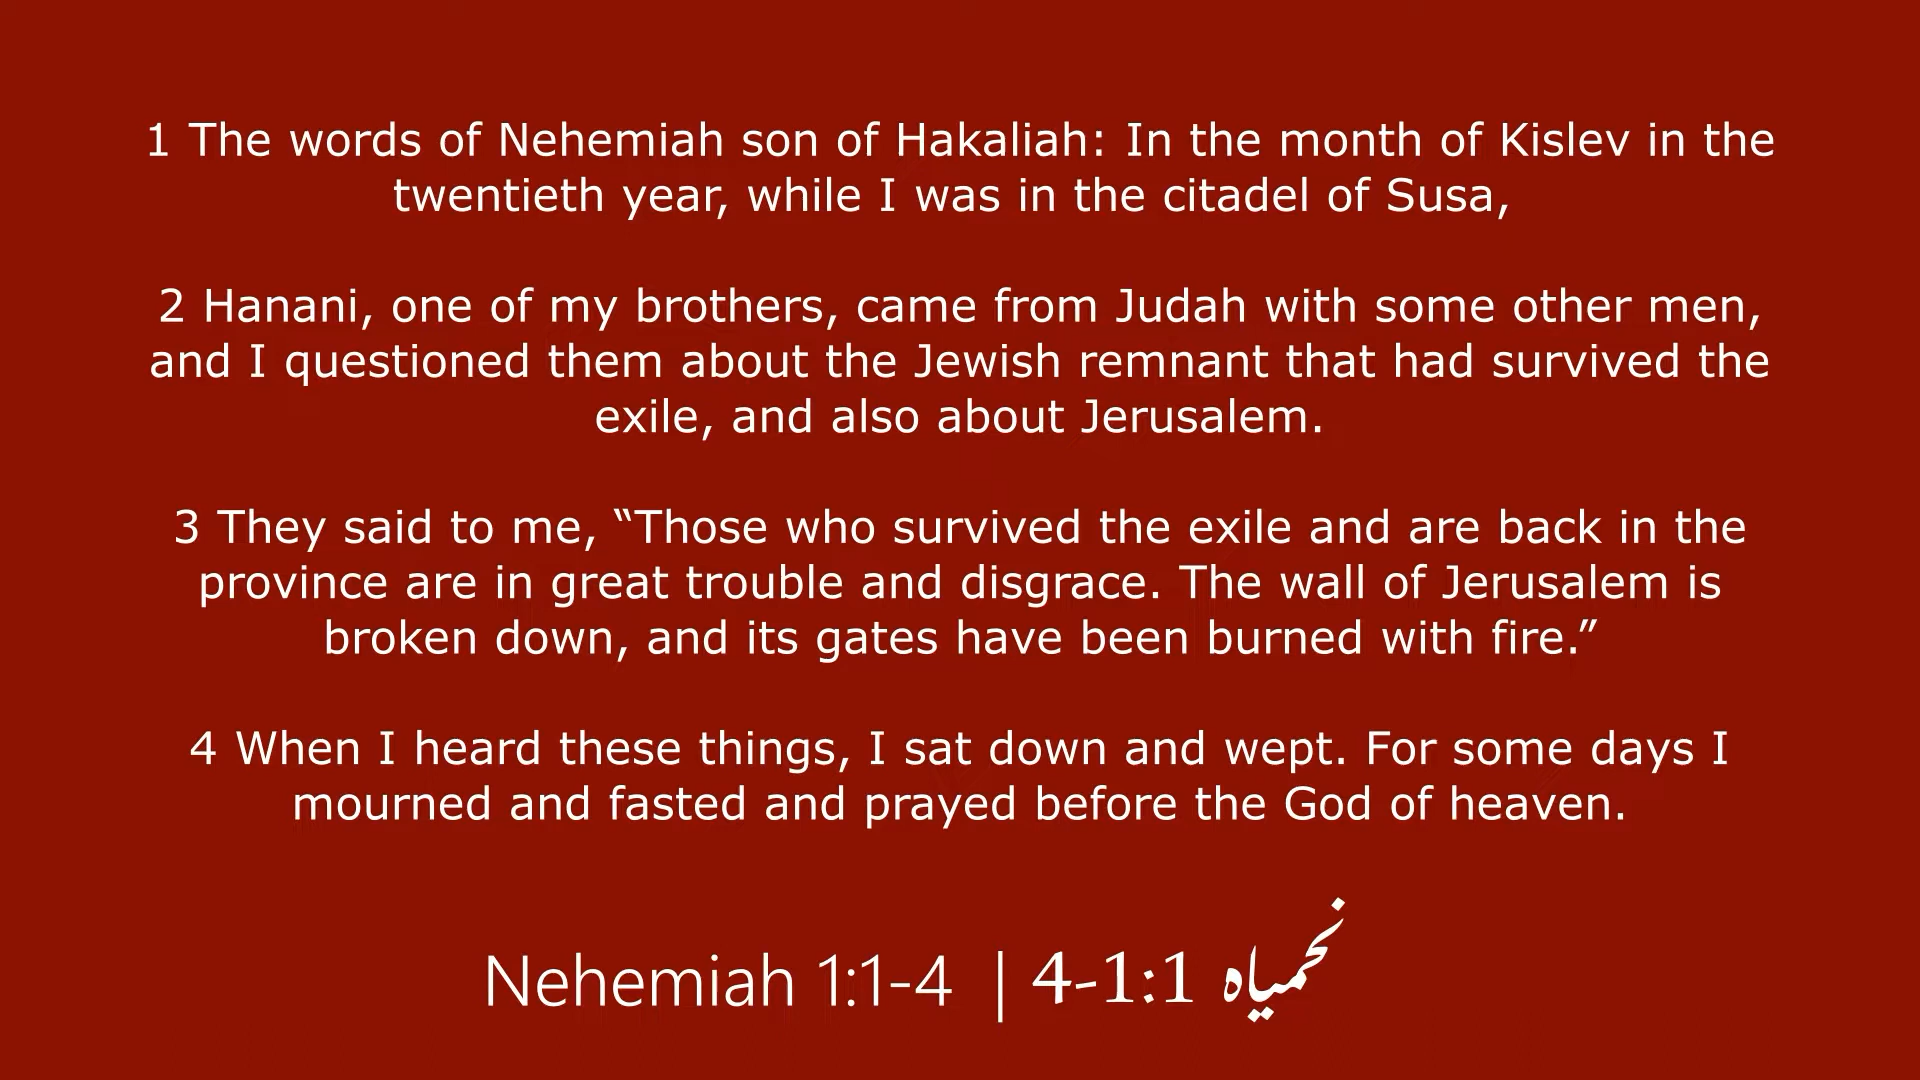 1 The words of Nehemiah son of Hakaliah: In the month of Kislev in the
twentieth year, while I was in the citadel of Susa,
2 Hanani, one of my brothers, came from Judah with some other men,
and I questioned them about the Jewish remnant that had survived the
exile, and also about Jerusalem.
3 They said to me, “Those who survived the exile and are back in the
province are in great trouble and disgrace. The wall of Jerusalem is
broken down, and its gates have been burned with fire.”
4 When I heard these things, I sat down and wept. For some days I
mourned and fasted and prayed before the God of heaven.
Nehemiah 1:1-4 | نحمیاہ 1:1-4